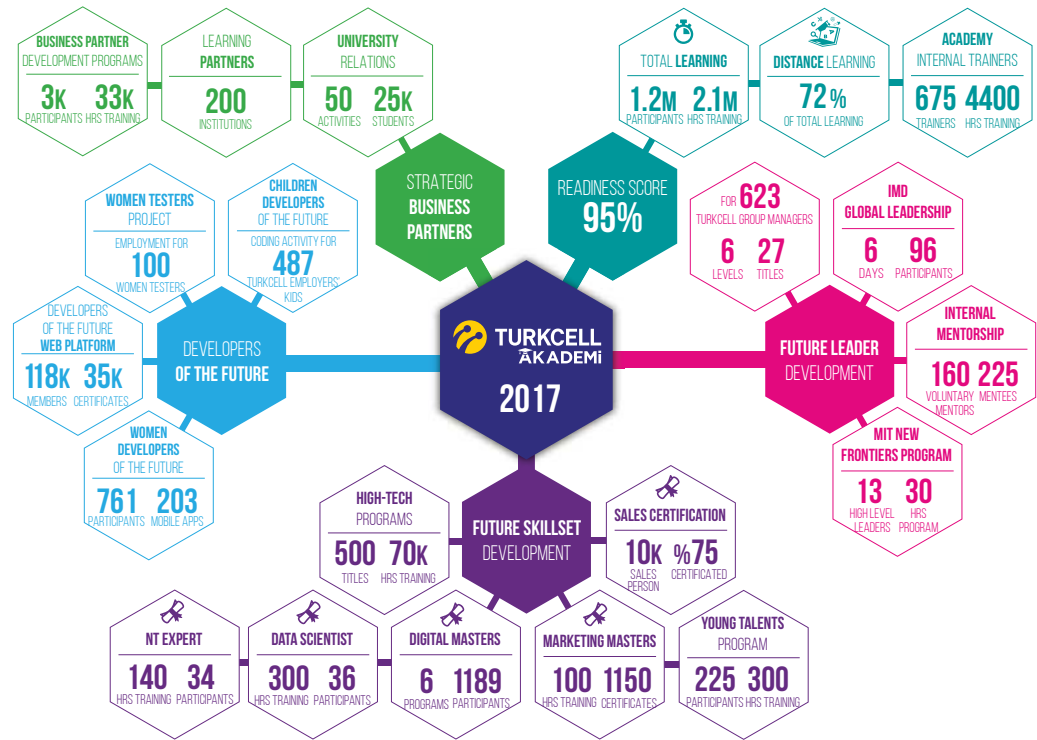 BUSINESS PARTNER
DEVELOPMENT PROGRAMS
3K 33K
PARTICIPANTS HRS TRAINING
LEARNING
PARTNERS
200
INSTITUTIONS
UNIVERSITY
RELATIONS
50 25K
ACTIVITIES STUDENTS
STRATEGIC
BUSINESS
PARTNERS
READINESS SCORE
95%
TOTAL LEARNING
1.2M 2.1M
PARTICIPANTS HRS TRAINING
DISTANCE LEARNING
72%
OF TOTAL LEARNING
ACADEMY
INTERNAL TRAINERS
675 4400
TRAINERS HRS TRAINING
WOMEN TESTERS
PROJECT
EMPLOYMENT FOR
100
WOMEN TESTERS
CHILDREN
DEVELOPERS
OF THE FUTURE
CODING ACTIVITY FOR
487
TURKCELL EMPLOYERS'
KIDS
DEVELOPERS
OF THE FUTURE
WEB PLATFORM
118K 35K
MEMBERS CERTIFICATES
DEVELOPERS
OF THE FUTURE
WOMEN
DEVELOPERS
OF THE FUTURE
761 203
PARTICIPANTS MOBILE APPS
TURKCELL
AKADEMİ
2017
FOR 623
TURKCELL GROUP MANAGERS
6 27
LEVELS TITLES
IMD
GLOBAL LEADERSHIP
6 96
DAYS PARTICIPANTS
FUTURE LEADER
DEVELOPMENT
INTERNAL
MENTORSHIP
160 225
VOLUNTARY MENTEES
MENTORS
MIT NEW
FRONTIERS PROGRAM
13 30
HIGH LEVEL HRS
LEADERS PROGRAM
HIGH-TECH
PROGRAMS
500 70K
TITLES HRS TRAINING
FUTURE SKILLSET
DEVELOPMENT
SALES CERTIFICATION
10K %75
SALES CERTIFICATED
PERSON
NT EXPERT
140 34
HRS TRAINING PARTICIPANTS
DATA SCIENTIST
300 36
HRS TRAINING PARTICIPANTS
DIGITAL MASTERS
6 1189
PROGRAMS PARTICIPANTS
MARKETING MASTERS
100 1150
HRS TRAINING CERTIFICATES
YOUNG TALENTS
PROGRAM
225 300
PARTICIPANTS HRS TRAINING